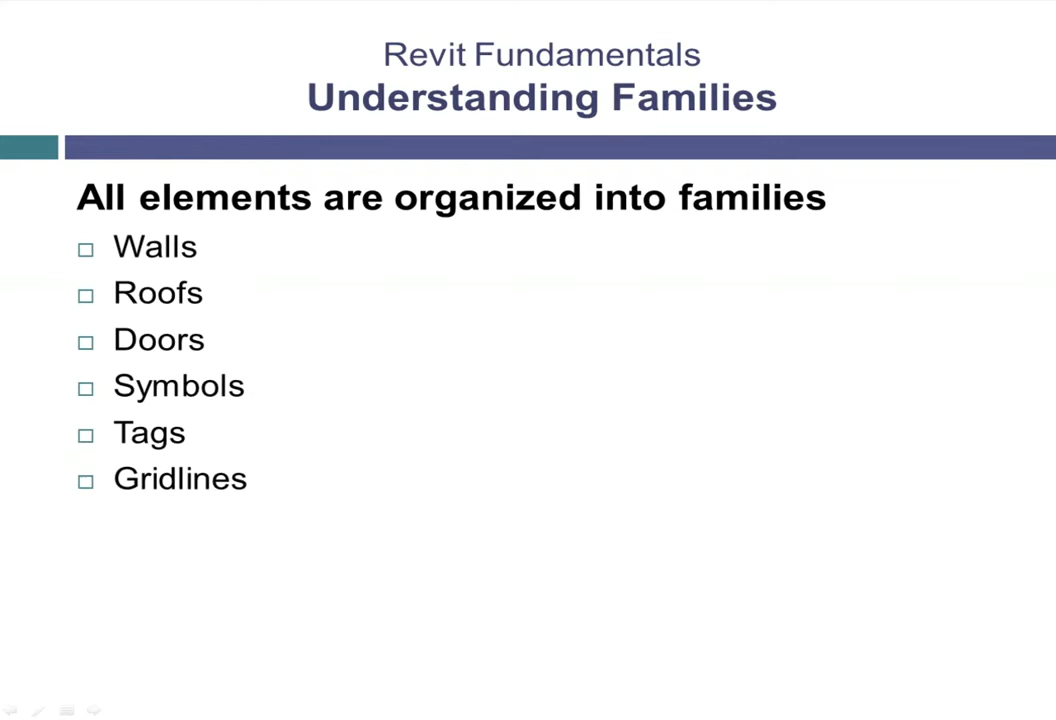 Revit Fundamentals
Understanding Families
All elements are organized into families
Walls
Roofs
Doors
Symbols
Tags
Gridlines